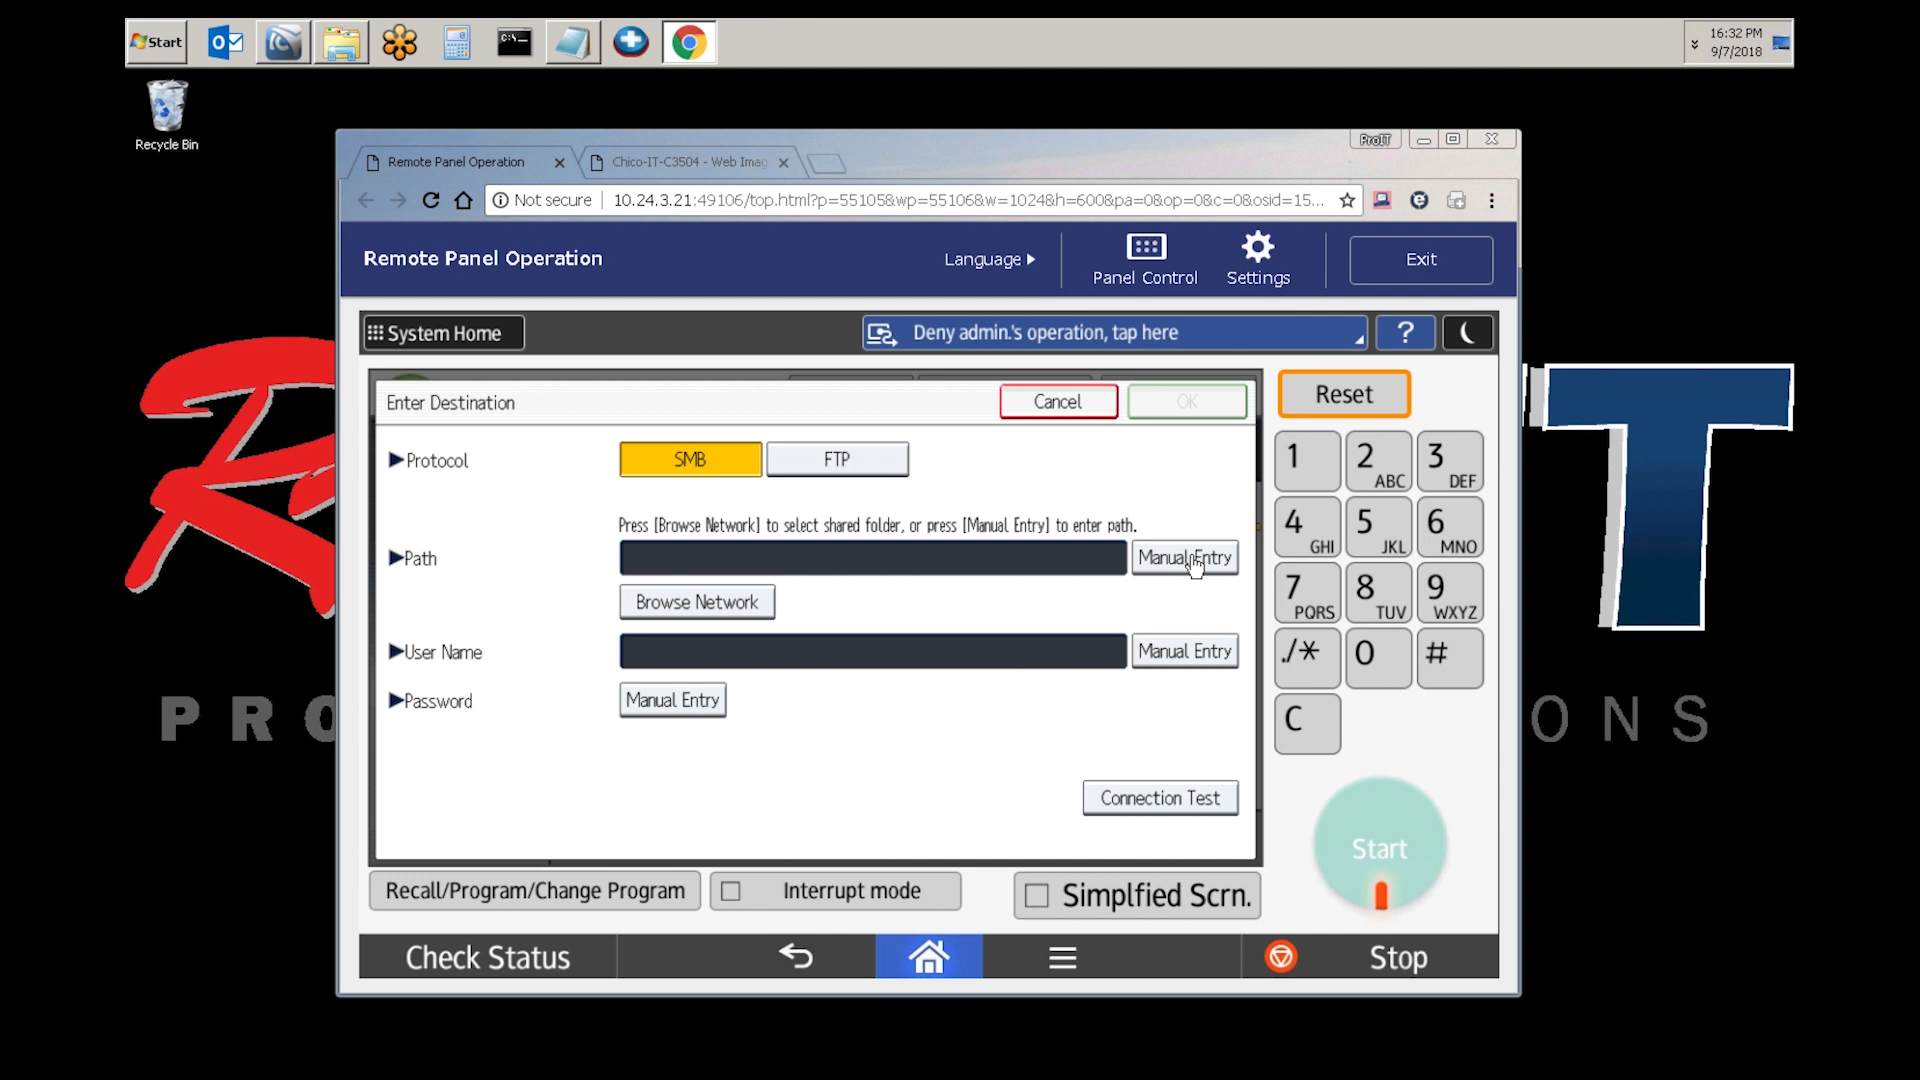 Start
16:32 PM
9/7/2018
Recycle Bin
ProIT
Remote Panel Operation
Chico-IT-C3504 - Web Imag
Not secure
10.24.3.21:49106/top.html?p=55105&wp=55106&w=1024&h=600&pa=0&op=0&c=0&osid=15...
Remote Panel Operation
Language
Panel Control
Settings
Exit
System Home
Deny admin.'s operation, tap here
?
Enter Destination
Cancel
OK
Reset
Protocol
SMB
FTP
Press [Browse Network] to select shared folder, or press [Manual Entry] to enter path.
Path
Manual Entry
Browse Network
User Name
Manual Entry
Password
Manual Entry
Connection Test
1
2 ABC
3 DEF
4 GHI
5 JKL
6 MNO
7 PQRS
8 TUV
9 WXYZ
./*
0
#
C
Start
Recall/Program/Change Program
Interrupt mode
Simplfied Scrn.
Check Status
Stop
R
T
PRO
ONS